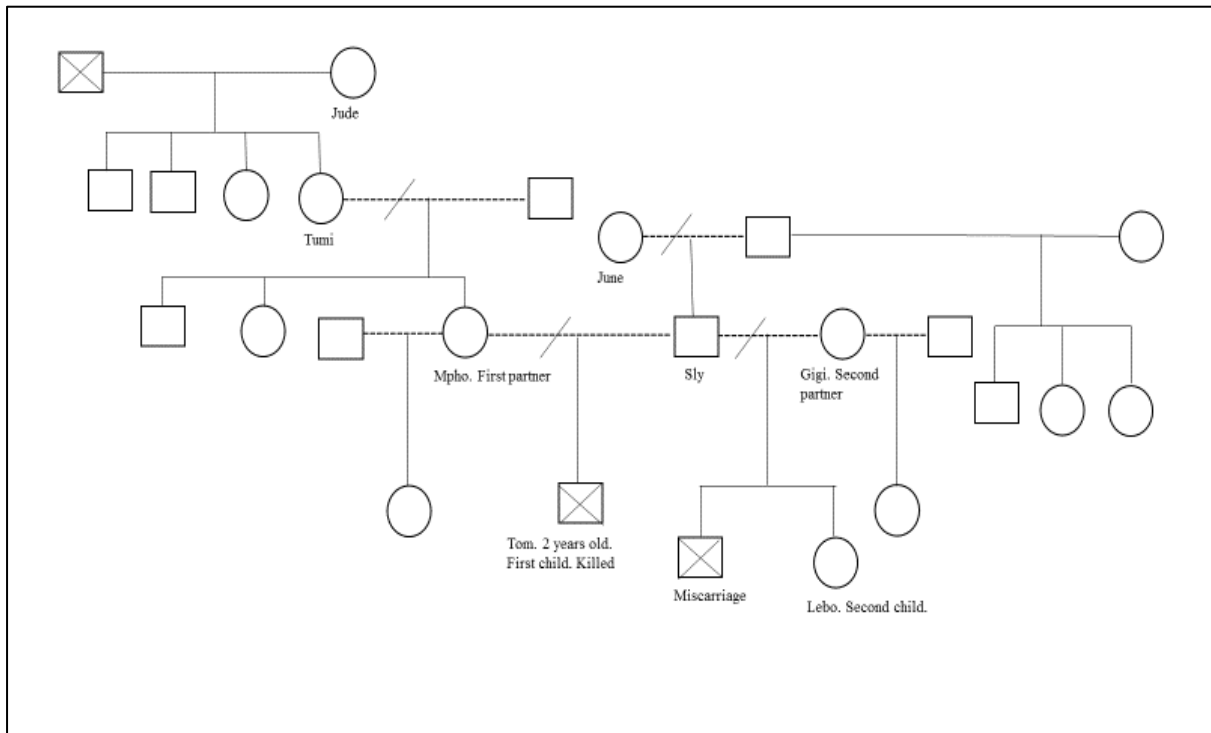 Jude
Tumi
June
Mpho. First partner
Sly
Gigi. Second
partner
Tom. 2 years old.
First child. Killed
Miscarriage
Lebo. Second child.